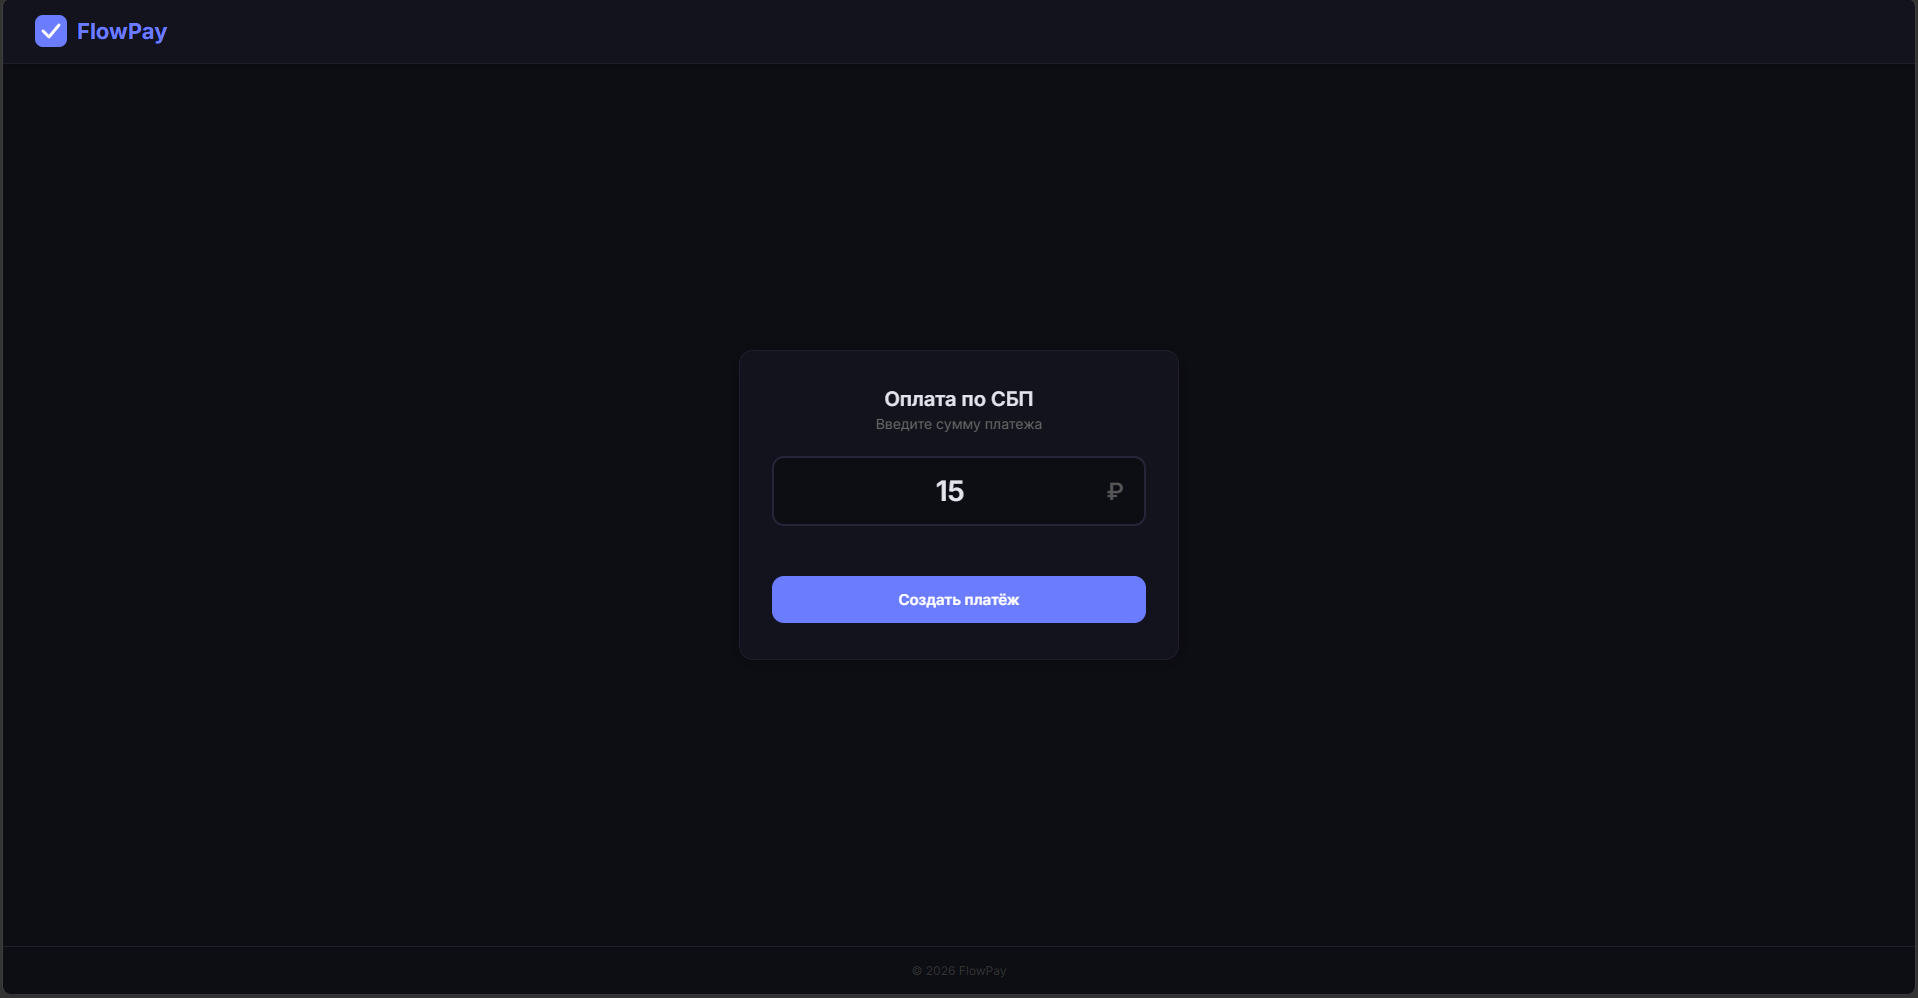 FlowPay
Оплата по СБП
Введите сумму платежа
15 ₽
Создать платёж
© 2026 FlowPay